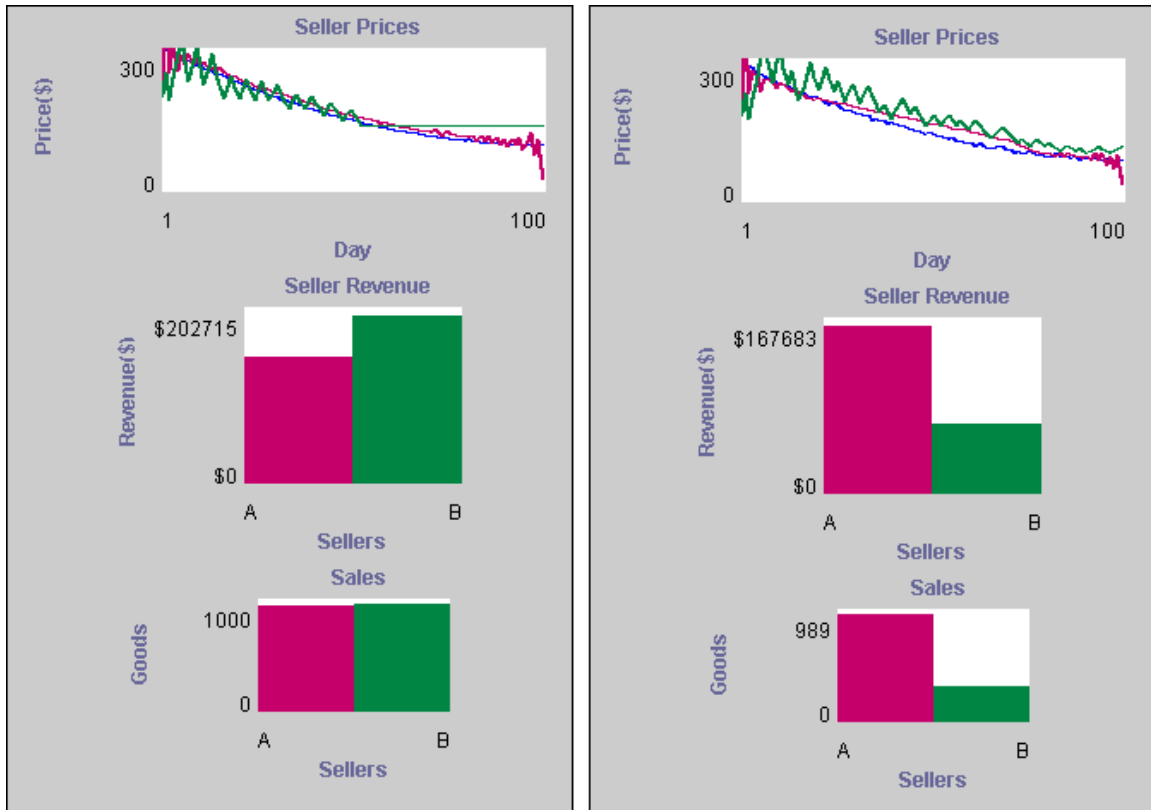 Seller Prices
Price($)
300
0
1 100
Day
Seller Revenue
Revenue($)
$202715
$0
A B
Sellers
Sales
Goods
1000
0
A B
Sellers
Seller Prices
Price($)
300
0
1 100
Day
Seller Revenue
Revenue($)
$167683
$0
A B
Sellers
Sales
Goods
989
0
A B
Sellers